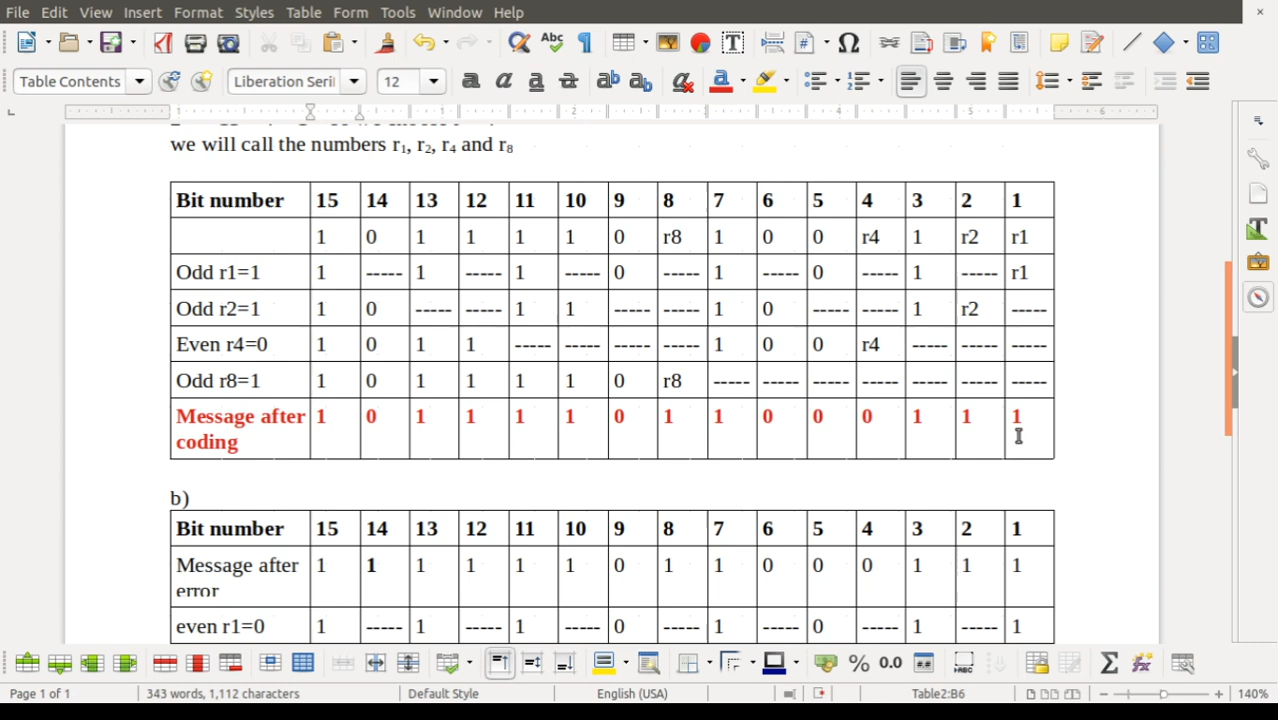 File Edit View Insert Format Styles Table Form Tools Window Help
Table Contents Liberation Seri 12
1 2 3 4 5 6
we will call the numbers r₁, r₂, r₄ and r₈
Bit number 15 14 13 12 11 10 9 8 7 6 5 4 3 2 1
1 0 1 1 1 1 0 r8 1 0 0 r4 1 r2 r1
Odd r1=1 1 ----- 1 ----- 1 ----- 0 ----- 1 ----- 0 ----- 1 ----- r1
Odd r2=1 1 0 ----- ----- 1 1 ----- ----- 1 0 ----- ----- 1 r2 -----
Even r4=0 1 0 1 1 ----- ----- ----- ----- 1 0 0 r4 ----- ----- -----
Odd r8=1 1 0 1 1 1 1 0 r8 ----- ----- ----- ----- ----- ----- -----
Message after 1 0 1 1 1 1 0 1 1 0 0 0 1 1 1
coding
b)
Bit number 15 14 13 12 11 10 9 8 7 6 5 4 3 2 1
Message after 1 1 1 1 1 1 0 1 1 0 0 0 1 1 1
error
even r1=0 1 ----- 1 ----- 1 ----- 0 ----- 1 ----- 0 ----- 1 ----- 1
Page 1 of 1 343 words, 1,112 characters Default Style English (USA) Table2:B6 140%